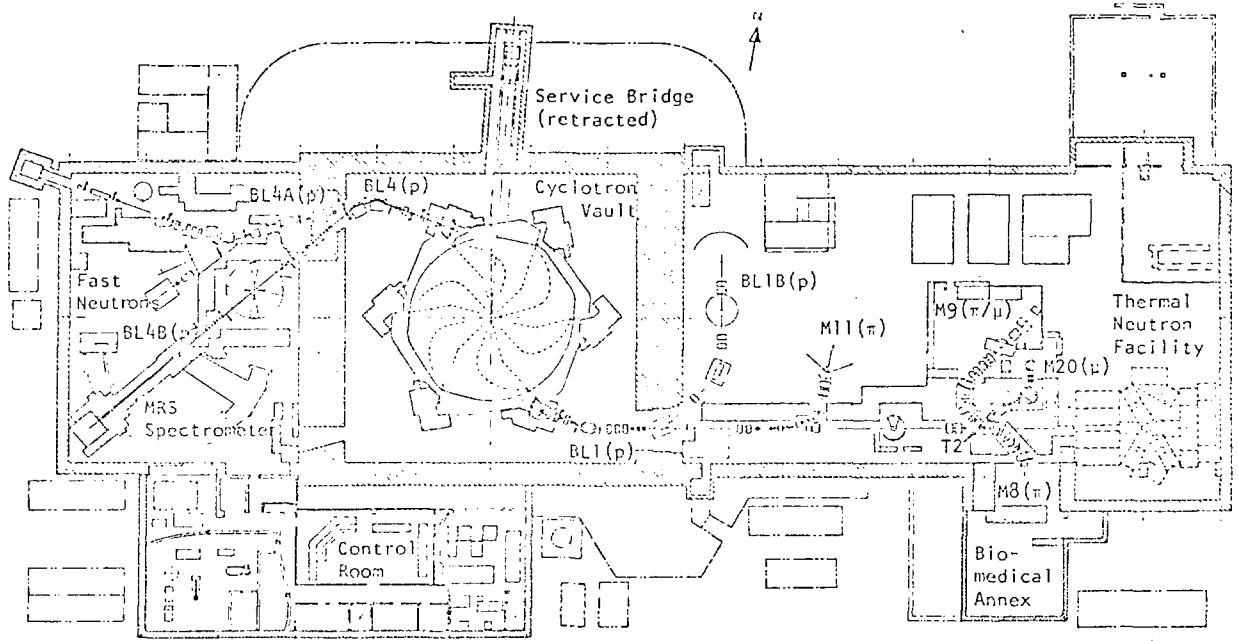 N
Service Bridge
(retracted)
BL4A(p)
BL4(p)
Cyclotron
Vault
BL1B(p)
Fast
Neutrons
M9(π/μ)
Thermal
Neutron
Facility
M11(π)
BL4B(p)
M20(μ)
MRS
Spectrometer
BL1(p)
T2
M8(π)
Control
Room
Bio-
medical
Annex